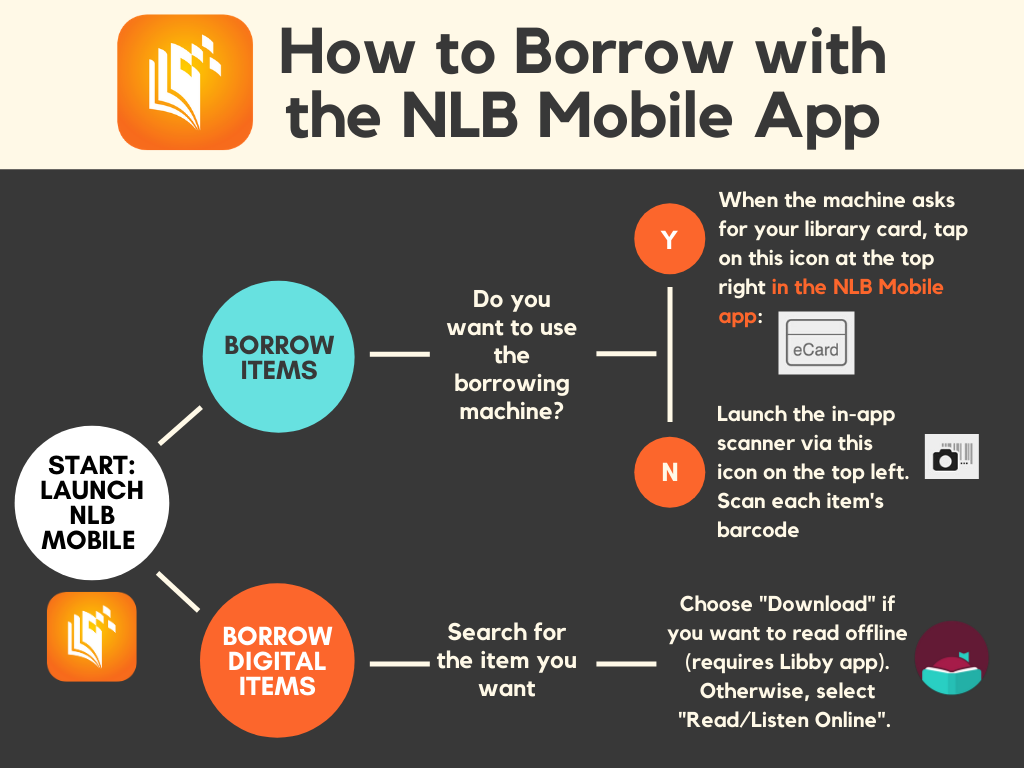 How to Borrow with
the NLB Mobile App
START:
LAUNCH
NLB
MOBILE
BORROW
ITEMS
Do you
want to use
the
borrowing
machine?
Y
When the machine asks
for your library card, tap
on this icon at the top
right in the NLB Mobile
app:
eCard
N
Launch the in-app
scanner via this
icon on the top left.
Scan each item's
barcode
BORROW
DIGITAL
ITEMS
Search for
the item you
want
Choose "Download" if
you want to read offline
(requires Libby app).
Otherwise, select
"Read/Listen Online".